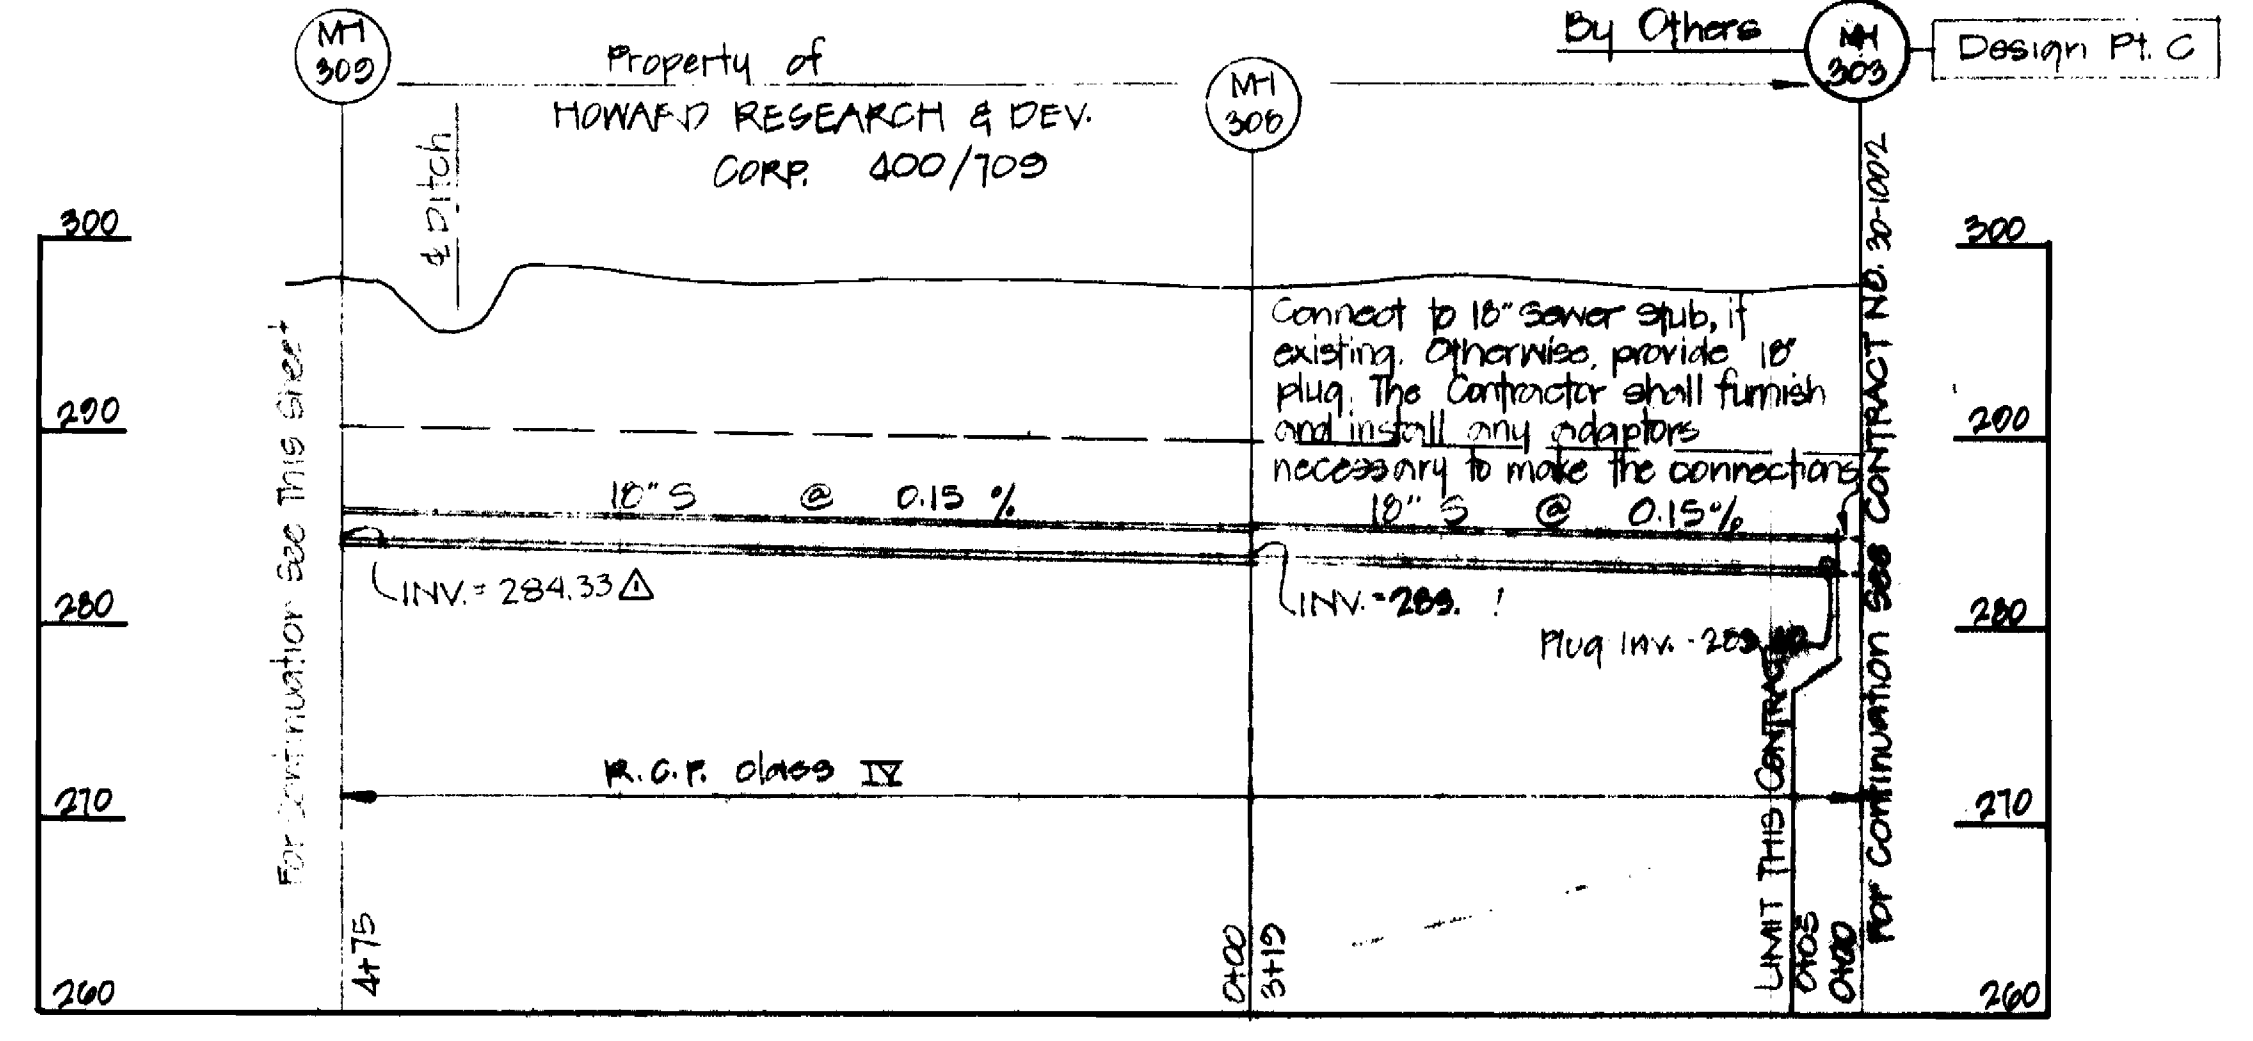 MH
309
Property of
HOWARD RESEARCH & DEV.
CORP. 400/709
℄ Ditch
MH
308
By Others
MH
303
Design Pt. C
300
290
280
270
260
300
290
280
270
260
For Continuation See This Sheet
Connect to 18" Sewer stub, if
existing. Otherwise, provide 18"
plug. The Contractor shall furnish
and install any adaptors
necessary to make the connections
18" S @ 0.15 %
18" S @ 0.15%
INV. = 284.33 △1
INV. = 283.
Plug Inv.
R.C.P. Class IV
LIMIT THIS CONTRACT
For Continuation See CONTRACT NO. 30-1002
4+75
0+00
3+19
0+05
0+00